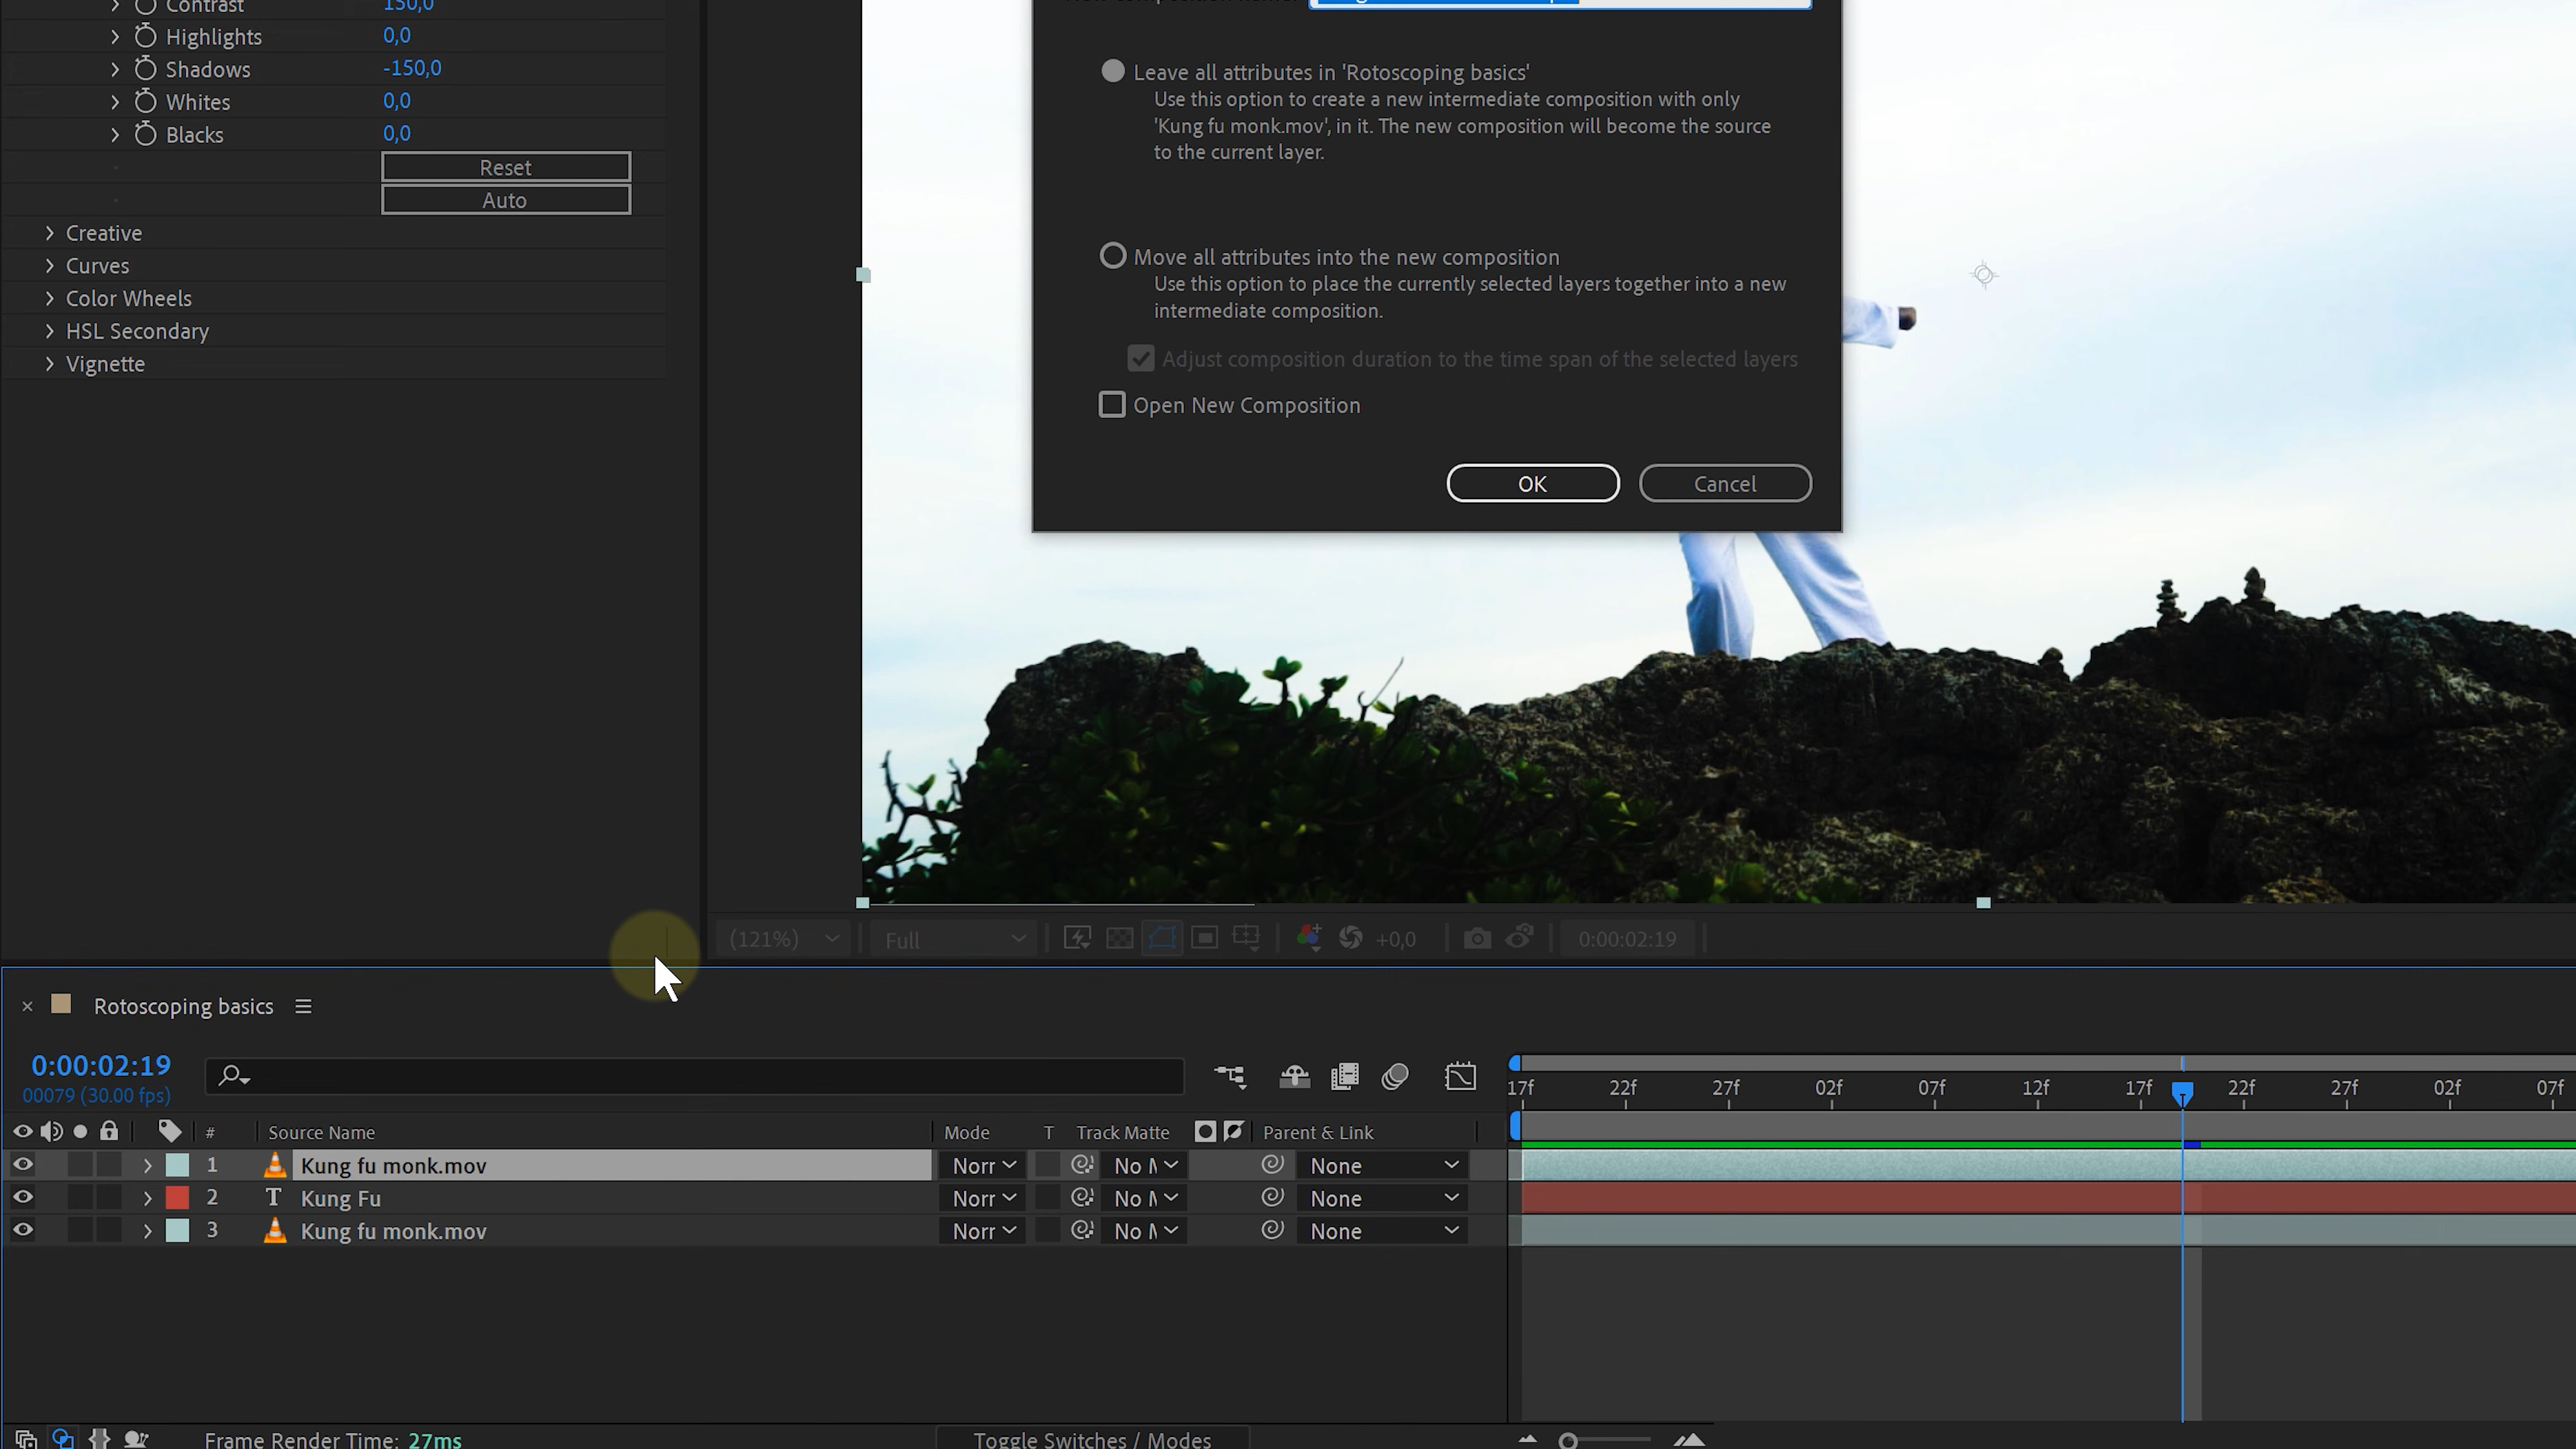 Contrast 150,0
Highlights 0,0
Shadows -150,0
Whites 0,0
Blacks 0,0
Reset
Auto
Creative
Curves
Color Wheels
HSL Secondary
Vignette
Leave all attributes in 'Rotoscoping basics'
Use this option to create a new intermediate composition with only
'Kung fu monk.mov', in it. The new composition will become the source
to the current layer.
Move all attributes into the new composition
Use this option to place the currently selected layers together into a new
intermediate composition.
Adjust composition duration to the time span of the selected layers
Open New Composition
OK Cancel
(121%) Full +0,0 0:00:02:19
Rotoscoping basics
0:00:02:19
00079 (30.00 fps)
17f 22f 27f 02f 07f 12f 17f 22f 27f 02f 07f
# Source Name Mode T Track Matte Parent & Link
1 Kung fu monk.mov Norr No None
2 T Kung Fu Norr No None
3 Kung fu monk.mov Norr No None
Frame Render Time: 27ms Toggle Switches / Modes